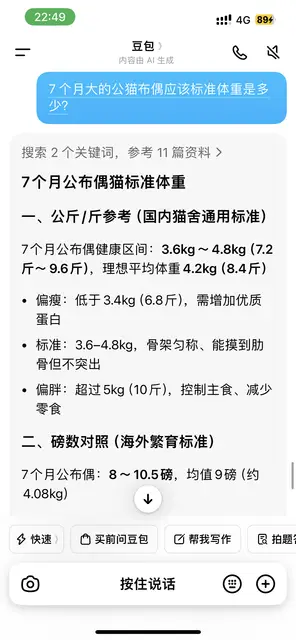 22:49
4G 89
豆包 〉
内容由 AI 生成
7 个月大的公猫布偶应该标准体重是多
少?
搜索 2 个关键词，参考 11 篇资料 〉
7个月公布偶猫标准体重
一、公斤/斤参考（国内猫舍通用标准）
7个月公布偶健康区间：3.6kg～4.8kg (7.2
斤～9.6斤)，理想平均体重4.2kg (8.4斤)
• 偏瘦：低于3.4kg (6.8斤)，需增加优质
蛋白
• 标准：3.6–4.8kg，骨架匀称、能摸到肋
骨但不突出
• 偏胖：超过5kg (10斤)，控制主食、减少
零食
二、磅数对照（海外繁育标准）
7个月公布偶：8～10.5磅，均值9磅 (约
4.08kg)
快速 〉
买前问豆包
帮我写作
拍题答
按住说话